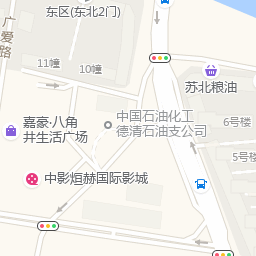 东区(东北2门)
广爱路
11幢
10幢
苏北粮油
嘉豪·八角
井生活广场
中国石油化工
德清石油支公司
6号楼
5号楼
中影烜赫国际影城